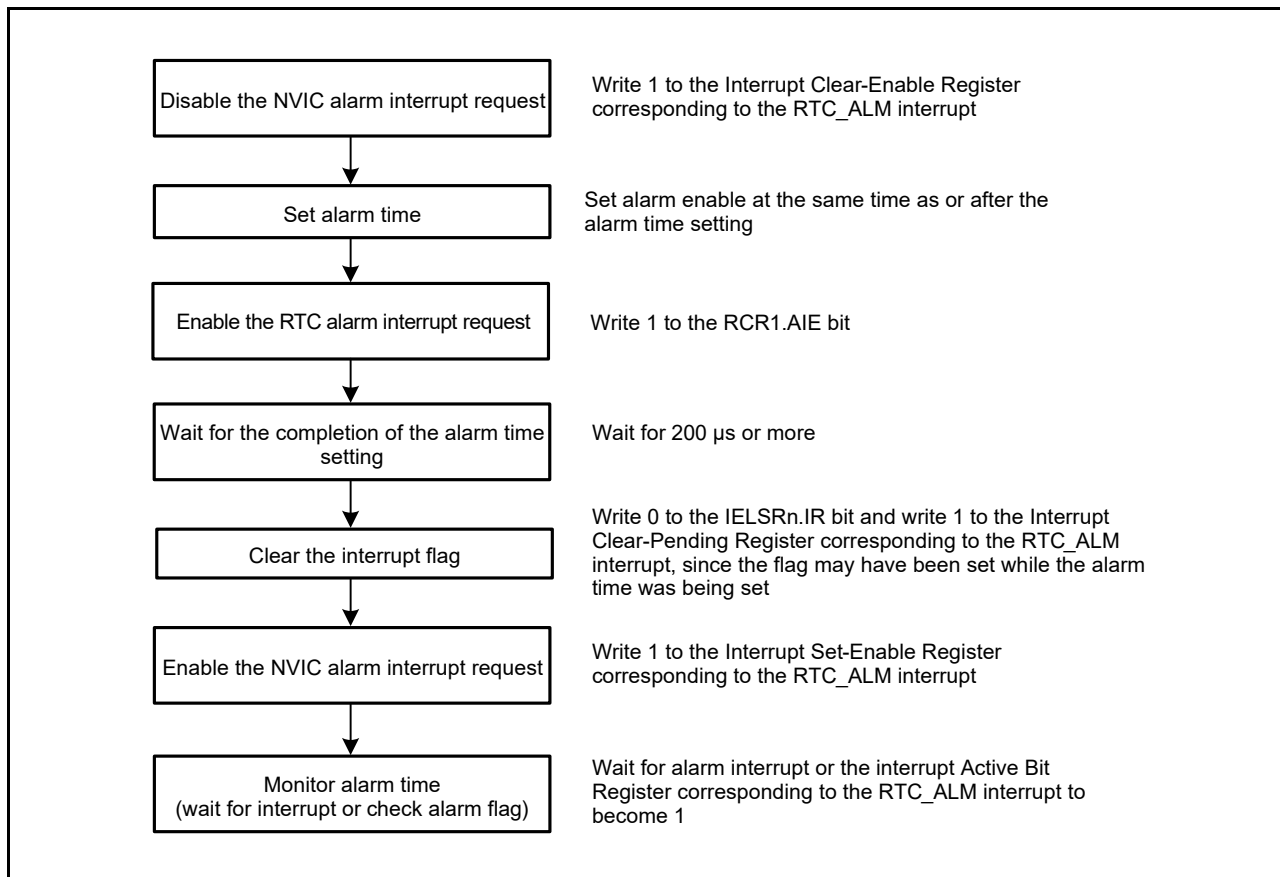 Disable the NVIC alarm interrupt request
Write 1 to the Interrupt Clear-Enable Register
corresponding to the RTC_ALM interrupt
Set alarm time
Set alarm enable at the same time as or after the
alarm time setting
Enable the RTC alarm interrupt request
Write 1 to the RCR1.AIE bit
Wait for the completion of the alarm time
setting
Wait for 200 µs or more
Clear the interrupt flag
Write 0 to the IELSRn.IR bit and write 1 to the Interrupt
Clear-Pending Register corresponding to the RTC_ALM
interrupt, since the flag may have been set while the alarm
time was being set
Enable the NVIC alarm interrupt request
Write 1 to the Interrupt Set-Enable Register
corresponding to the RTC_ALM interrupt
Monitor alarm time
(wait for interrupt or check alarm flag)
Wait for alarm interrupt or the interrupt Active Bit
Register corresponding to the RTC_ALM interrupt to
become 1